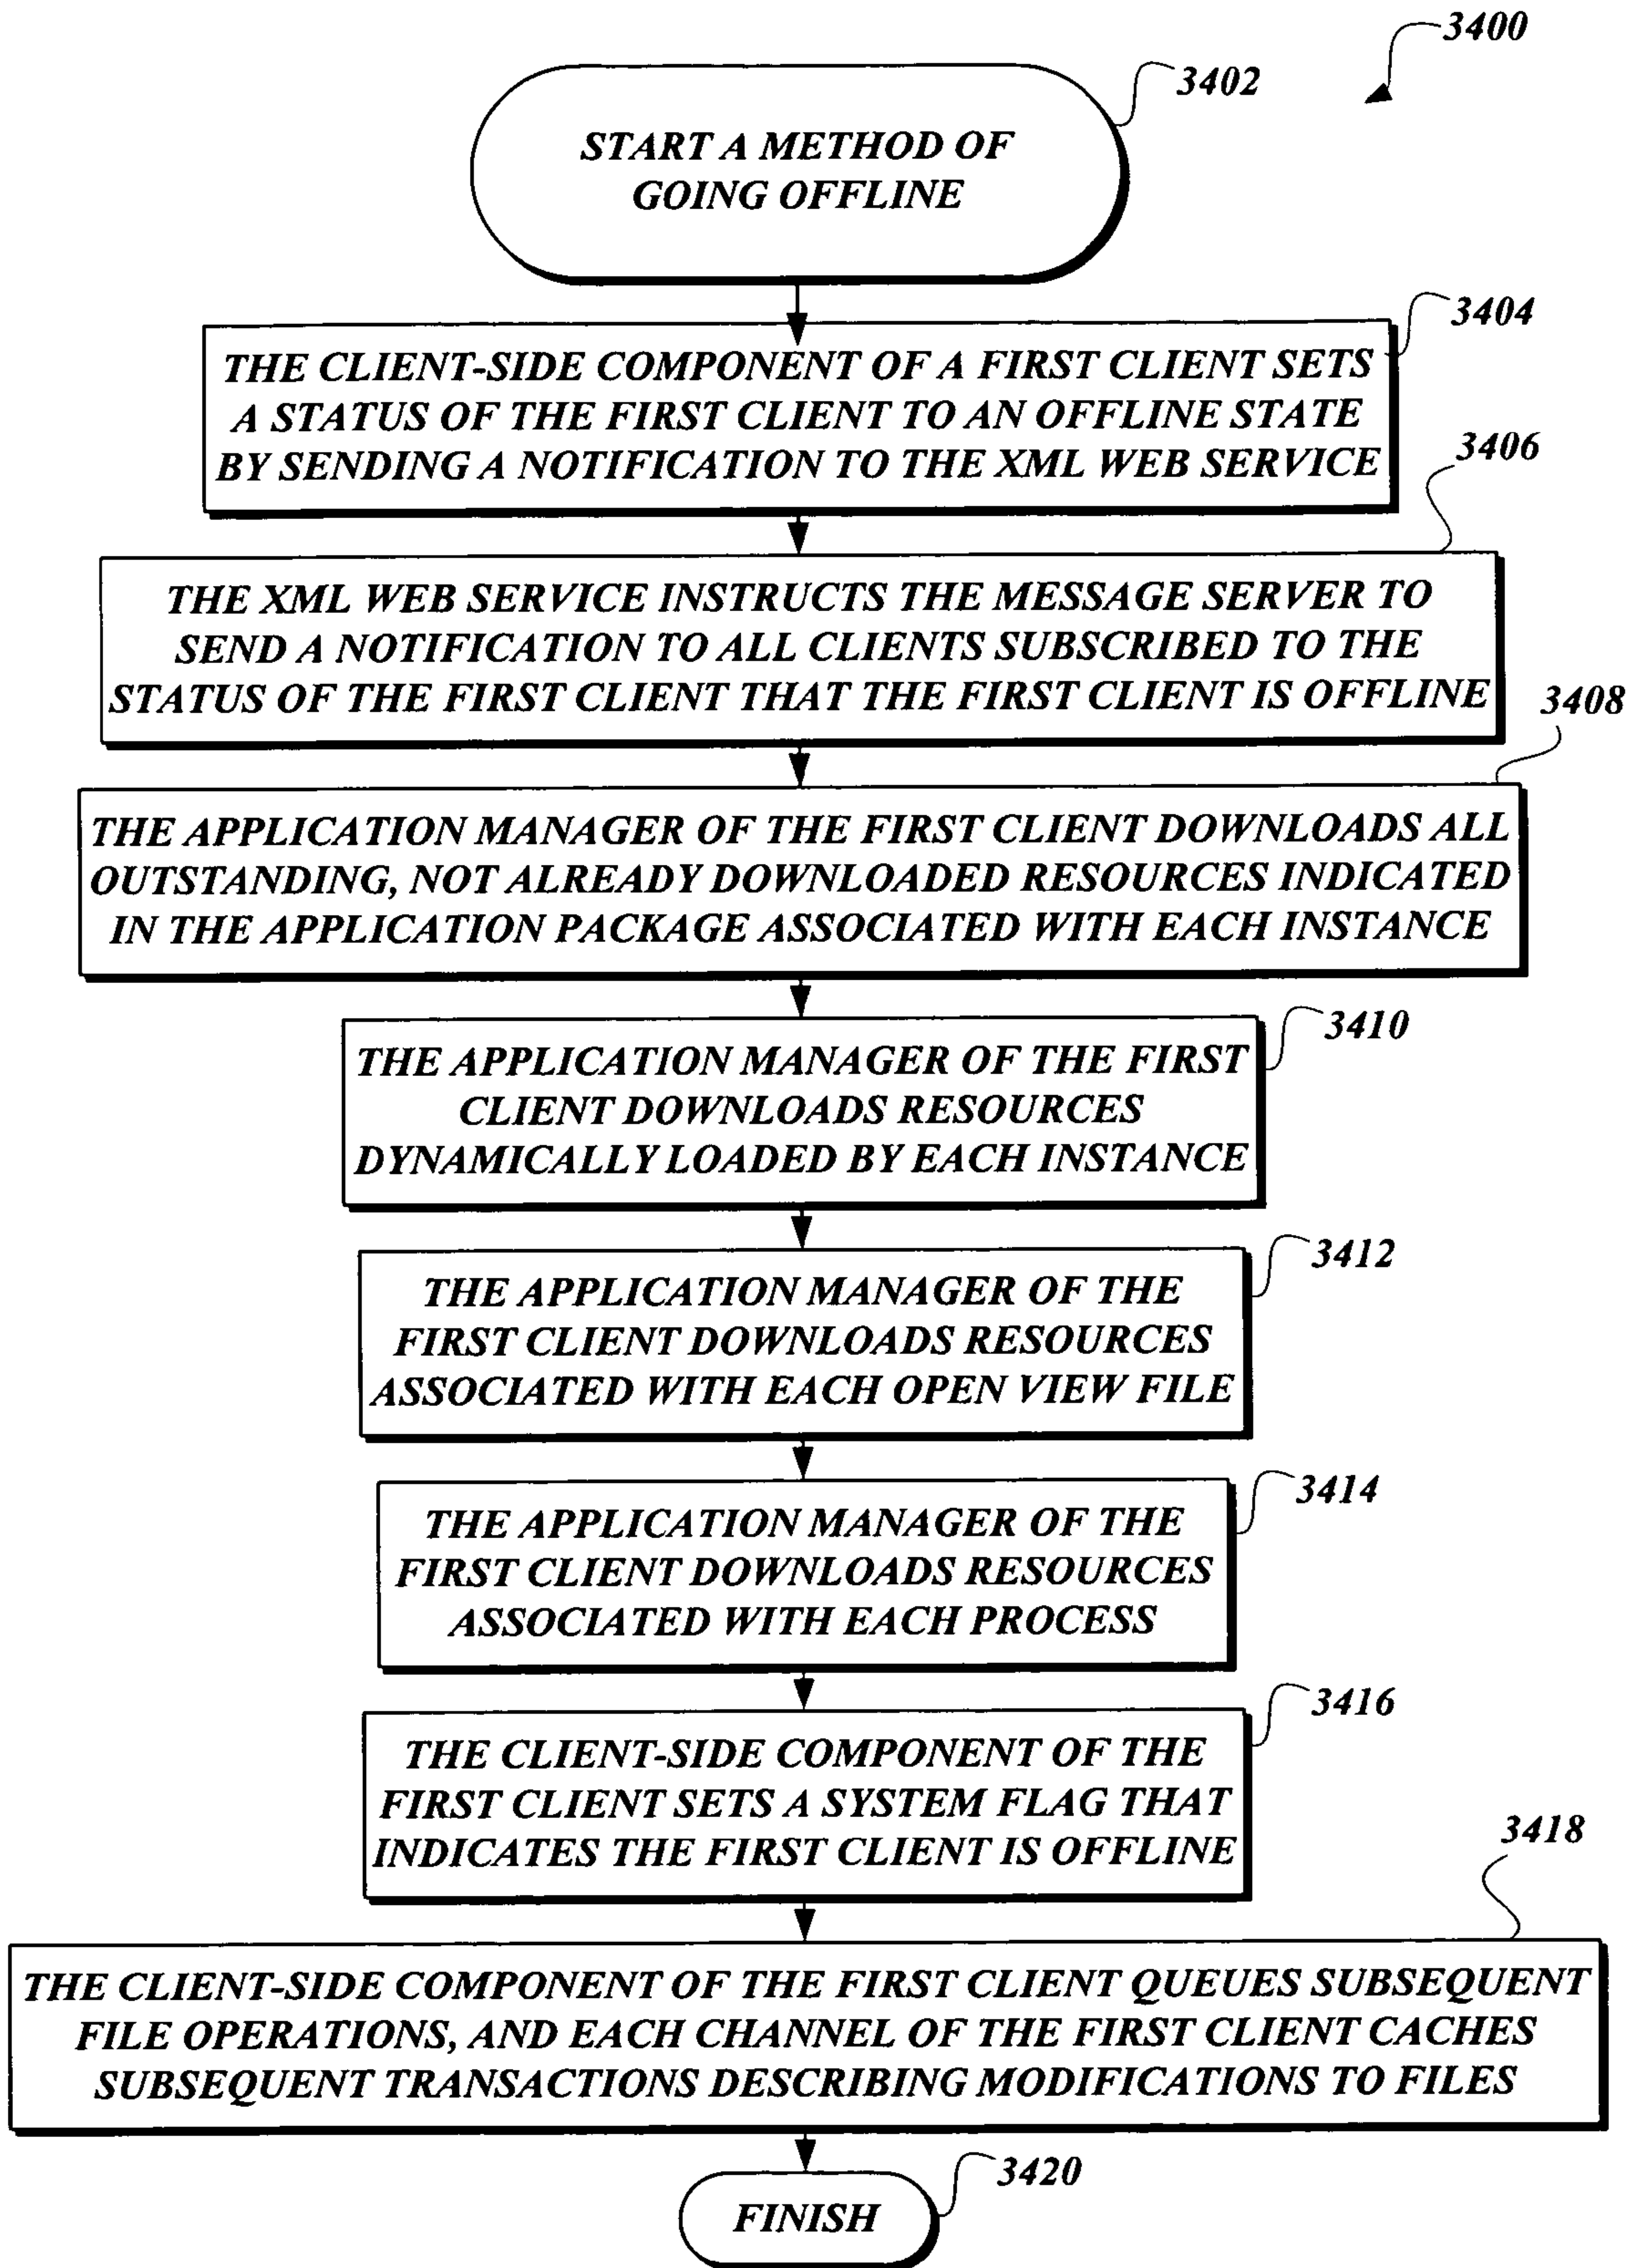 3400
3402
START A METHOD OF
GOING OFFLINE
3404
THE CLIENT-SIDE COMPONENT OF A FIRST CLIENT SETS
A STATUS OF THE FIRST CLIENT TO AN OFFLINE STATE
BY SENDING A NOTIFICATION TO THE XML WEB SERVICE
3406
THE XML WEB SERVICE INSTRUCTS THE MESSAGE SERVER TO
SEND A NOTIFICATION TO ALL CLIENTS SUBSCRIBED TO THE
STATUS OF THE FIRST CLIENT THAT THE FIRST CLIENT IS OFFLINE
3408
THE APPLICATION MANAGER OF THE FIRST CLIENT DOWNLOADS ALL
OUTSTANDING, NOT ALREADY DOWNLOADED RESOURCES INDICATED
IN THE APPLICATION PACKAGE ASSOCIATED WITH EACH INSTANCE
3410
THE APPLICATION MANAGER OF THE FIRST
CLIENT DOWNLOADS RESOURCES
DYNAMICALLY LOADED BY EACH INSTANCE
3412
THE APPLICATION MANAGER OF THE
FIRST CLIENT DOWNLOADS RESOURCES
ASSOCIATED WITH EACH OPEN VIEW FILE
3414
THE APPLICATION MANAGER OF THE
FIRST CLIENT DOWNLOADS RESOURCES
ASSOCIATED WITH EACH PROCESS
3416
THE CLIENT-SIDE COMPONENT OF THE
FIRST CLIENT SETS A SYSTEM FLAG THAT
INDICATES THE FIRST CLIENT IS OFFLINE
3418
THE CLIENT-SIDE COMPONENT OF THE FIRST CLIENT QUEUES SUBSEQUENT
FILE OPERATIONS, AND EACH CHANNEL OF THE FIRST CLIENT CACHES
SUBSEQUENT TRANSACTIONS DESCRIBING MODIFICATIONS TO FILES
3420
FINISH